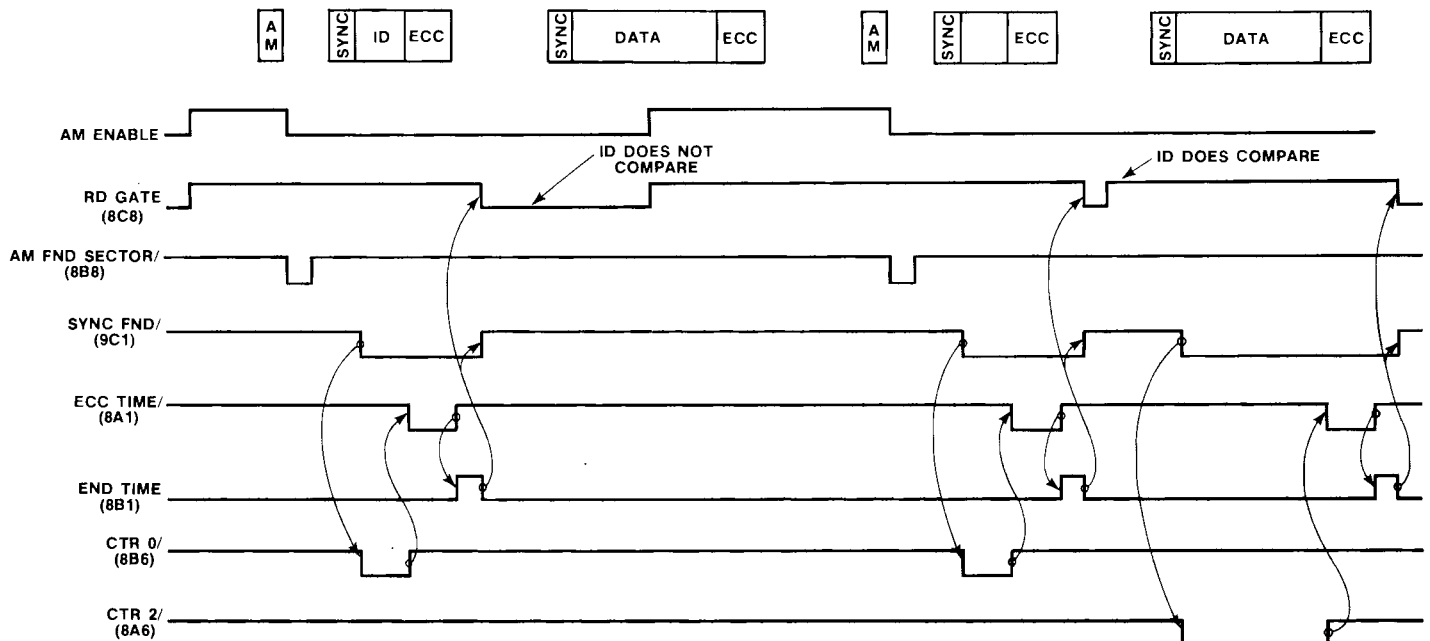 AM SYNC ID ECC SYNC DATA ECC AM SYNC ECC SYNC DATA ECC
AM ENABLE
ID DOES NOT
COMPARE
ID DOES COMPARE
RD GATE
(8C8)
AM FND SECTOR/
(8B8)
SYNC FND/
(9C1)
ECC TIME/
(8A1)
END TIME
(8B1)
CTR 0/
(8B6)
CTR 2/
(8A6)